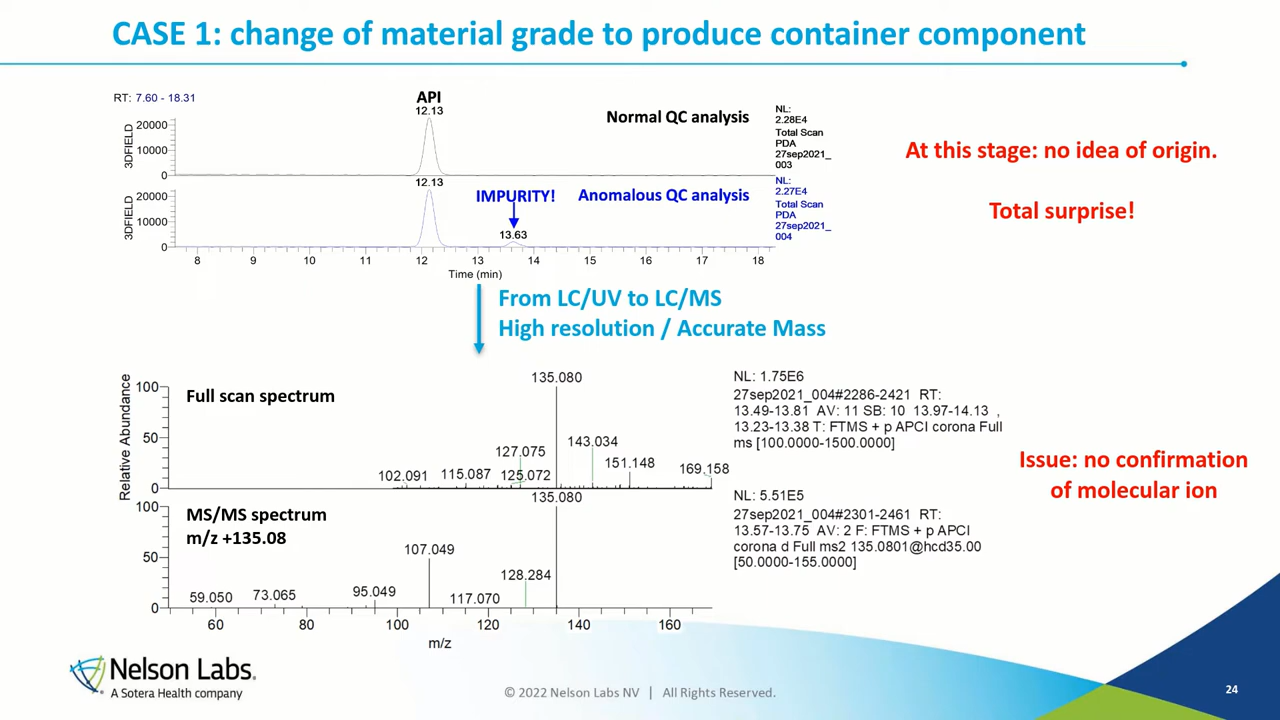 CASE 1: change of material grade to produce container component
RT: 7.60 - 18.31
API
12.13
Normal QC analysis
NL:
2.28E4
Total Scan
PDA
27sep2021_
003
3DFIELD
20000
10000
0
At this stage: no idea of origin.
Total surprise!
12.13
IMPURITY!
Anomalous QC analysis
13.63
NL:
2.27E4
Total Scan
PDA
27sep2021_
004
3DFIELD
20000
10000
0
8 9 10 11 12 13 14 15 16 17 18
Time (min)
From LC/UV to LC/MS
High resolution / Accurate Mass
Full scan spectrum
Relative Abundance
100
50
0
135.080
127.075
143.034
151.148
169.158
102.091
115.087
125.072
NL: 1.75E6
27sep2021_004#2286-2421 RT:
13.49-13.81 AV: 11 SB: 10 13.97-14.13 ,
13.23-13.38 T: FTMS + p APCI corona Full
ms [100.0000-1500.0000]
Issue: no confirmation
of molecular ion
MS/MS spectrum
m/z +135.08
100
50
0
135.080
107.049
128.284
59.050
73.065
95.049
117.070
NL: 5.51E5
27sep2021_004#2301-2461 RT:
13.57-13.75 AV: 2 F: FTMS + p APCI
corona d Full ms2 135.0801@hcd35.00
[50.0000-155.0000]
60 80 100 120 140 160
m/z
Nelson Labs.
A Sotera Health company
© 2022 Nelson Labs NV | All Rights Reserved.
24